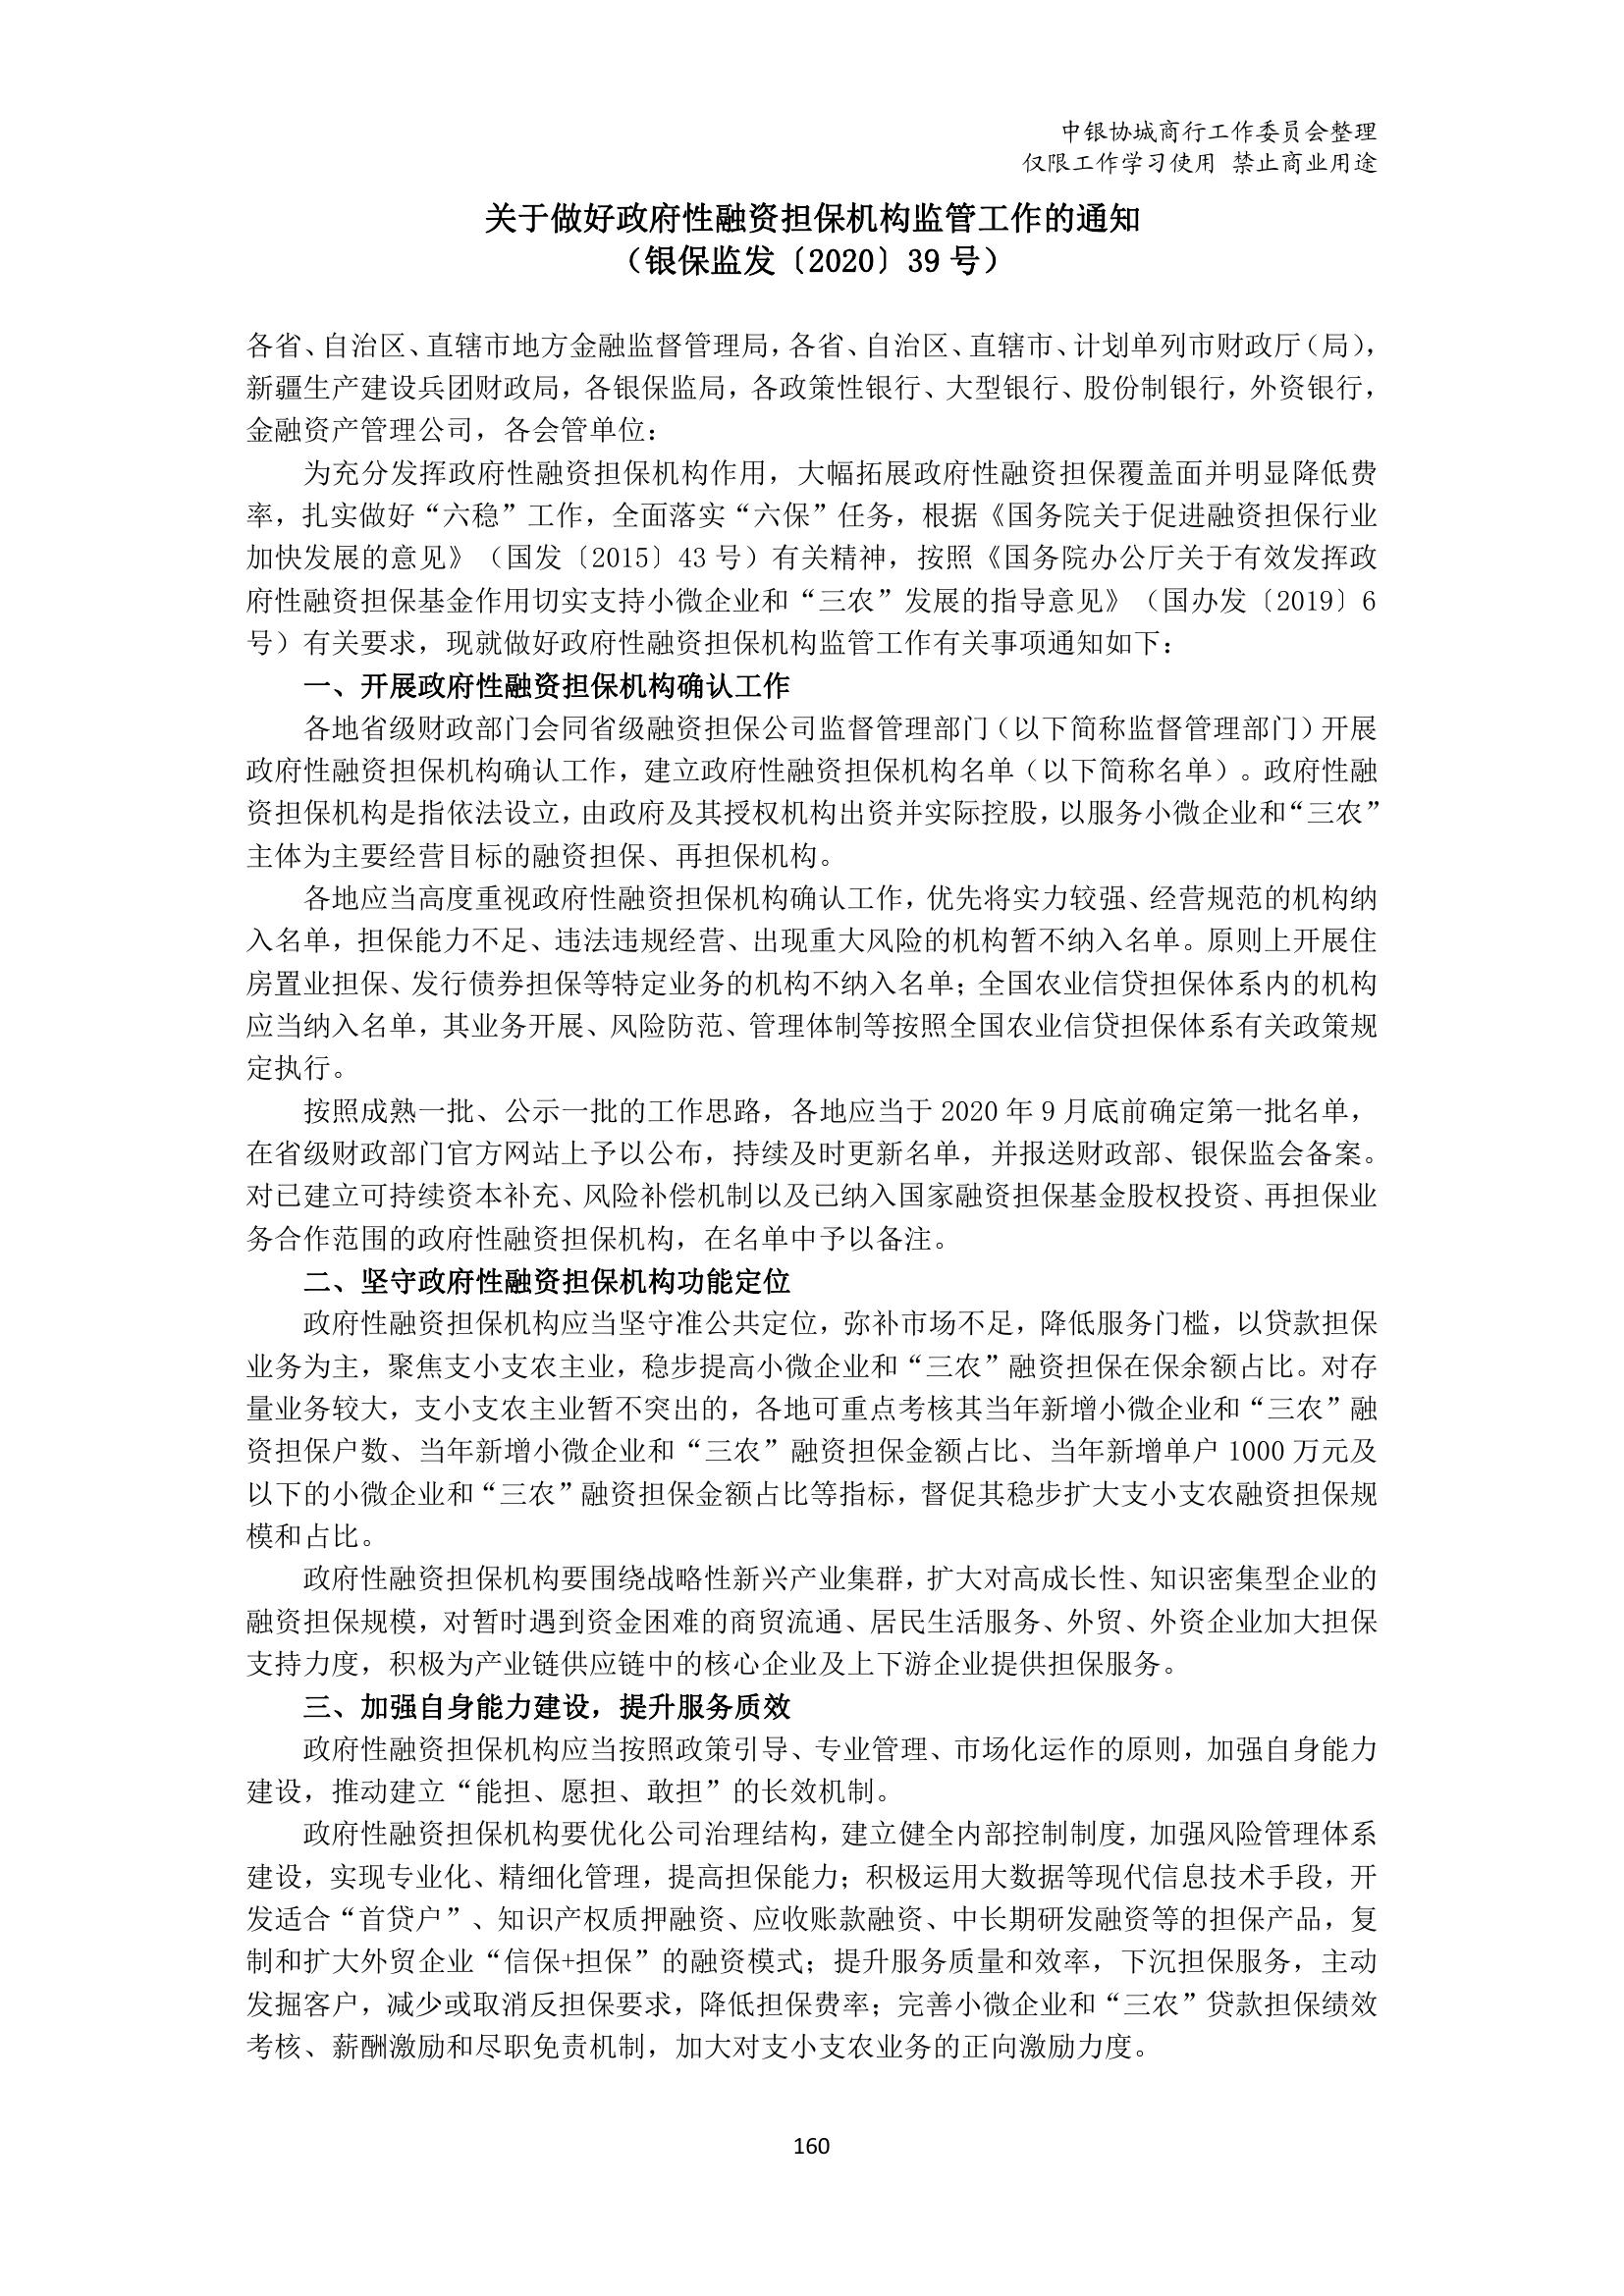 中银协城商行工作委员会整理
仅限工作学习使用 禁止商业用途
关于做好政府性融资担保机构监管工作的通知
（银保监发〔2020〕39 号）
各省、自治区、直辖市地方金融监督管理局，各省、自治区、直辖市、计划单列市财政厅（局），
新疆生产建设兵团财政局，各银保监局，各政策性银行、大型银行、股份制银行，外资银行，
金融资产管理公司，各会管单位：
为充分发挥政府性融资担保机构作用，大幅拓展政府性融资担保覆盖面并明显降低费
率，扎实做好“六稳”工作，全面落实“六保”任务，根据《国务院关于促进融资担保行业
加快发展的意见》（国发〔2015〕43 号）有关精神，按照《国务院办公厅关于有效发挥政
府性融资担保基金作用切实支持小微企业和“三农”发展的指导意见》（国办发〔2019〕6
号）有关要求，现就做好政府性融资担保机构监管工作有关事项通知如下：
一、开展政府性融资担保机构确认工作
各地省级财政部门会同省级融资担保公司监督管理部门（以下简称监督管理部门）开展
政府性融资担保机构确认工作，建立政府性融资担保机构名单（以下简称名单）。政府性融
资担保机构是指依法设立，由政府及其授权机构出资并实际控股，以服务小微企业和“三农”
主体为主要经营目标的融资担保、再担保机构。
各地应当高度重视政府性融资担保机构确认工作，优先将实力较强、经营规范的机构纳
入名单，担保能力不足、违法违规经营、出现重大风险的机构暂不纳入名单。原则上开展住
房置业担保、发行债券担保等特定业务的机构不纳入名单；全国农业信贷担保体系内的机构
应当纳入名单，其业务开展、风险防范、管理体制等按照全国农业信贷担保体系有关政策规
定执行。
按照成熟一批、公示一批的工作思路，各地应当于 2020 年 9 月底前确定第一批名单，
在省级财政部门官方网站上予以公布，持续及时更新名单，并报送财政部、银保监会备案。
对已建立可持续资本补充、风险补偿机制以及已纳入国家融资担保基金股权投资、再担保业
务合作范围的政府性融资担保机构，在名单中予以备注。
二、坚守政府性融资担保机构功能定位
政府性融资担保机构应当坚守准公共定位，弥补市场不足，降低服务门槛，以贷款担保
业务为主，聚焦支小支农主业，稳步提高小微企业和“三农”融资担保在保余额占比。对存
量业务较大，支小支农主业暂不突出的，各地可重点考核其当年新增小微企业和“三农”融
资担保户数、当年新增小微企业和“三农”融资担保金额占比、当年新增单户 1000 万元及
以下的小微企业和“三农”融资担保金额占比等指标，督促其稳步扩大支小支农融资担保规
模和占比。
政府性融资担保机构要围绕战略性新兴产业集群，扩大对高成长性、知识密集型企业的
融资担保规模，对暂时遇到资金困难的商贸流通、居民生活服务、外贸、外资企业加大担保
支持力度，积极为产业链供应链中的核心企业及上下游企业提供担保服务。
三、加强自身能力建设，提升服务质效
政府性融资担保机构应当按照政策引导、专业管理、市场化运作的原则，加强自身能力
建设，推动建立“能担、愿担、敢担”的长效机制。
政府性融资担保机构要优化公司治理结构，建立健全内部控制制度，加强风险管理体系
建设，实现专业化、精细化管理，提高担保能力；积极运用大数据等现代信息技术手段，开
发适合“首贷户”、知识产权质押融资、应收账款融资、中长期研发融资等的担保产品，复
制和扩大外贸企业“信保+担保”的融资模式；提升服务质量和效率，下沉担保服务，主动
发掘客户，减少或取消反担保要求，降低担保费率；完善小微企业和“三农”贷款担保绩效
考核、薪酬激励和尽职免责机制，加大对支小支农业务的正向激励力度。
160